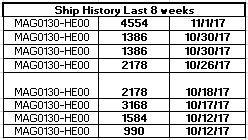 Ship History Last 8 weeks
MAG0130-HE00 4554 11/1/17
MAG0130-HE00 1386 10/30/17
MAG0130-HE00 1386 10/30/17
MAG0130-HE00 2178 10/26/17
MAG0130-HE00 2178 10/18/17
MAG0130-HE00 3168 10/17/17
MAG0130-HE00 1584 10/12/17
MAG0130-HE00 990 10/12/17